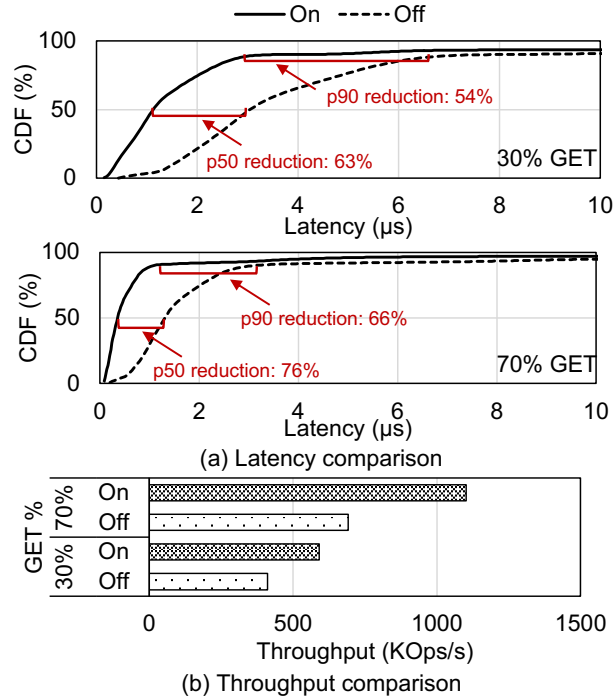 On Off
100
50
0
CDF (%)
p90 reduction: 54%
p50 reduction: 63%
30% GET
0 2 4 6 8 10
Latency (μs)
100
50
0
CDF (%)
p90 reduction: 66%
p50 reduction: 76%
70% GET
0 2 4 6 8 10
Latency (μs)
(a) Latency comparison
GET %
70%
On
Off
30%
On
Off
0 500 1000 1500
Throughput (KOps/s)
(b) Throughput comparison